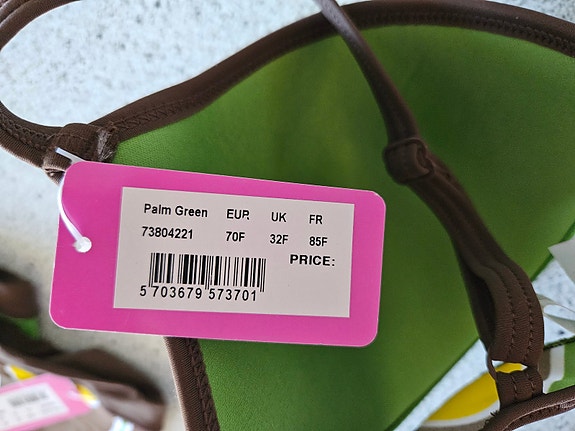 Palm Green EUR. UK FR
73804221 70F 32F 85F
PRICE:
5 703679 573701